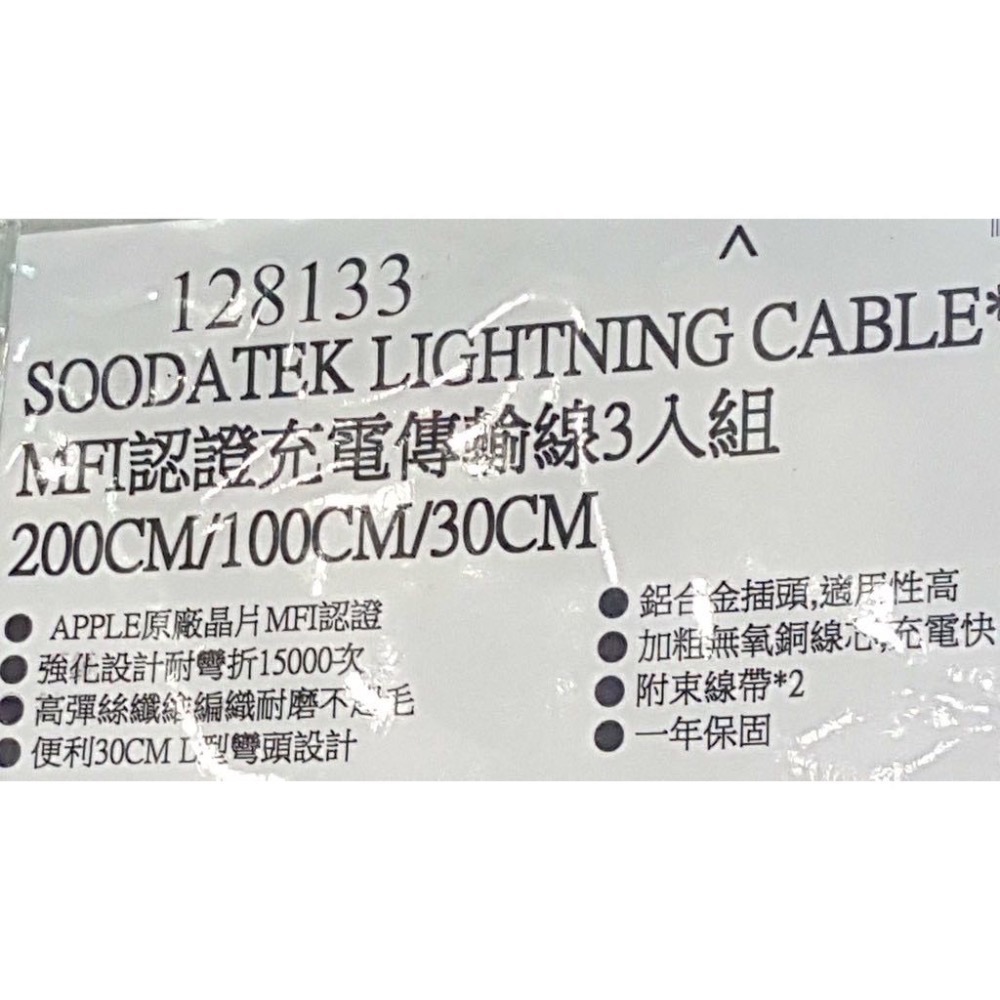 128133
SOODATEK LIGHTNING CABLE*
MFI認證充電傳輸線3入組
200CM/100CM/30CM
● APPLE原廠晶片MFI認證
● 強化設計耐彎折15000次
● 高彈絲纖維編織耐磨不起毛
● 便利30CM L型彎頭設計
● 鋁合金插頭,適用性高
● 加粗無氧銅線芯,充電快
● 附束線帶*2
● 一年保固